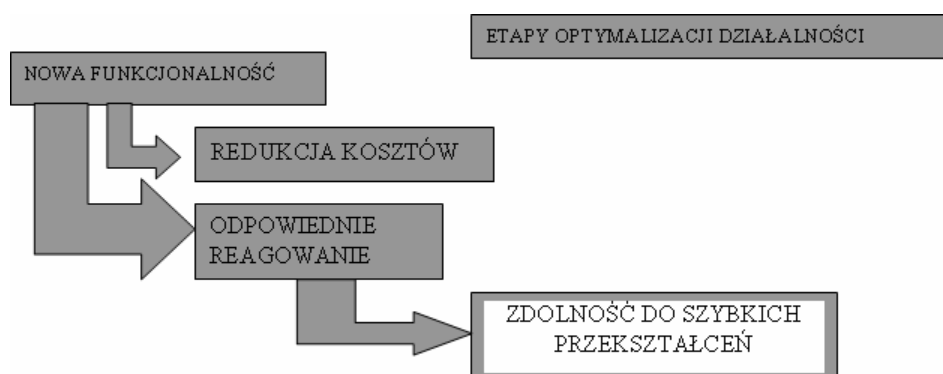 ETAPY OPTYMALIZACJI DZIAŁALNOŚCI
NOWA FUNKCJONALNOŚĆ
REDUKCJA KOSZTÓW
ODPOWIEDNIE
REAGOWANIE
ZDOLNOŚĆ DO SZYBKICH
PRZEKSZTAŁCEŃ